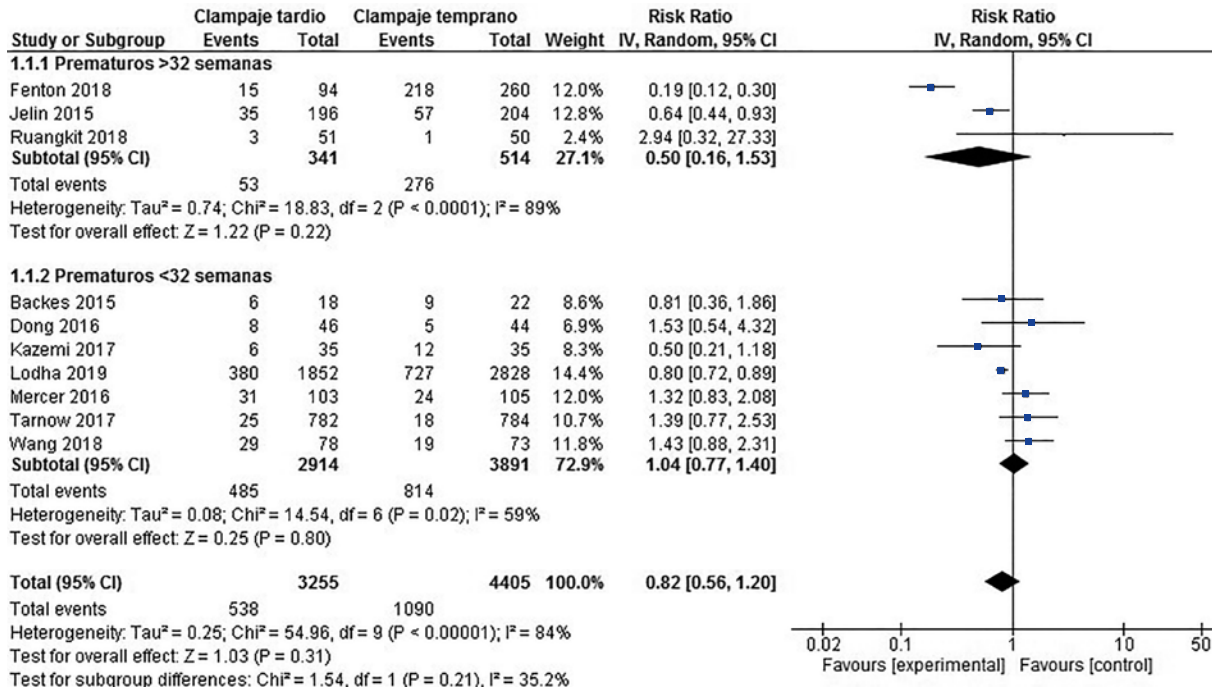 Clampaje tardio Clampaje temprano Risk Ratio Risk Ratio
Study or Subgroup Events Total Events Total Weight IV, Random, 95% CI IV, Random, 95% CI
1.1.1 Prematuros >32 semanas
Fenton 2018 15 94 218 260 12.0% 0.19 [0.12, 0.30]
Jelin 2015 35 196 57 204 12.8% 0.64 [0.44, 0.93]
Ruangkit 2018 3 51 1 50 2.4% 2.94 [0.32, 27.33]
Subtotal (95% CI) 341 514 27.1% 0.50 [0.16, 1.53]
Total events 53 276
Heterogeneity: Tau² = 0.74; Chi² = 18.83, df = 2 (P < 0.0001); I² = 89%
Test for overall effect: Z = 1.22 (P = 0.22)
1.1.2 Prematuros <32 semanas
Backes 2015 6 18 9 22 8.6% 0.81 [0.36, 1.86]
Dong 2016 8 46 5 44 6.9% 1.53 [0.54, 4.32]
Kazemi 2017 6 35 12 35 8.3% 0.50 [0.21, 1.18]
Lodha 2019 380 1852 727 2828 14.4% 0.80 [0.72, 0.89]
Mercer 2016 31 103 24 105 12.0% 1.32 [0.83, 2.08]
Tarnow 2017 25 782 18 784 10.7% 1.39 [0.77, 2.53]
Wang 2018 29 78 19 73 11.8% 1.43 [0.88, 2.31]
Subtotal (95% CI) 2914 3891 72.9% 1.04 [0.77, 1.40]
Total events 485 814
Heterogeneity: Tau² = 0.08; Chi² = 14.54, df = 6 (P = 0.02); I² = 59%
Test for overall effect: Z = 0.25 (P = 0.80)
Total (95% CI) 3255 4405 100.0% 0.82 [0.56, 1.20]
Total events 538 1090
Heterogeneity: Tau² = 0.25; Chi² = 54.96, df = 9 (P < 0.00001); I² = 84%
Test for overall effect: Z = 1.03 (P = 0.31)
Test for subgroup differences: Chi² = 1.54, df = 1 (P = 0.21), I² = 35.2%
0.02 0.1 1 10 50
Favours [experimental] Favours [control]